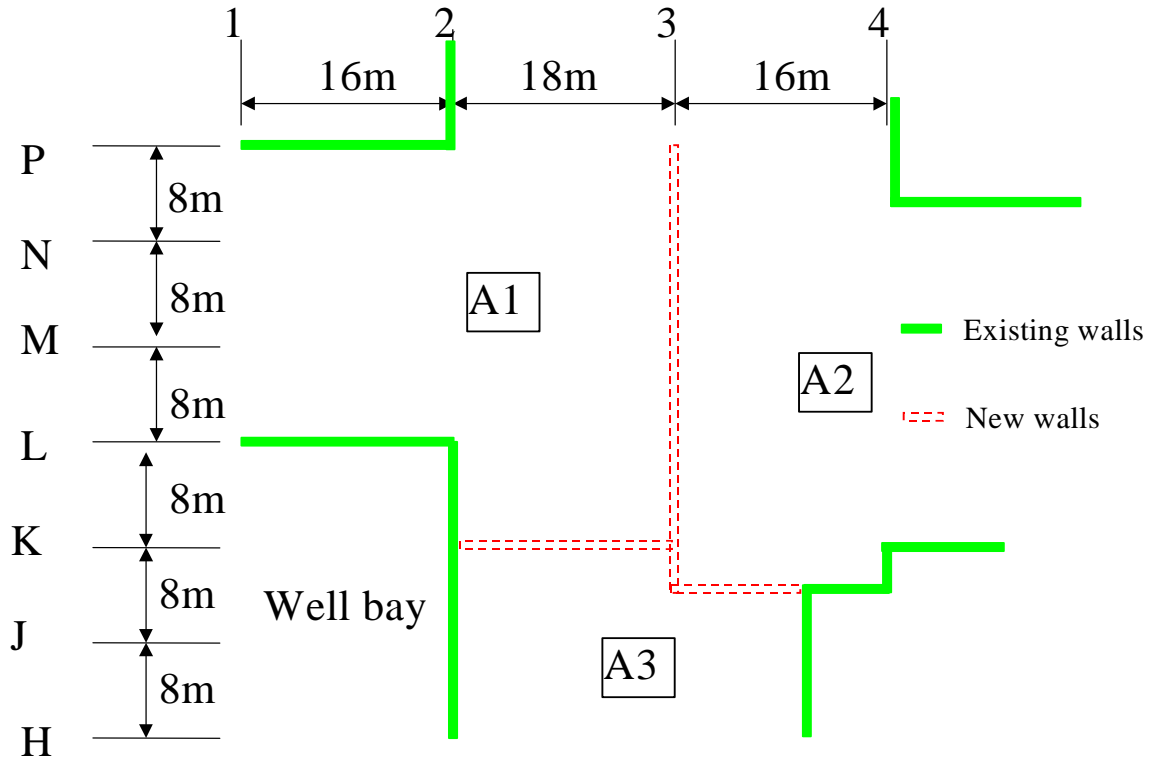 1 2 3 4
16m 18m 16m
P
8m
N
8m
A1
M
Existing walls
8m
A2
New walls
L
8m
K
8m
Well bay
J
A3
8m
H